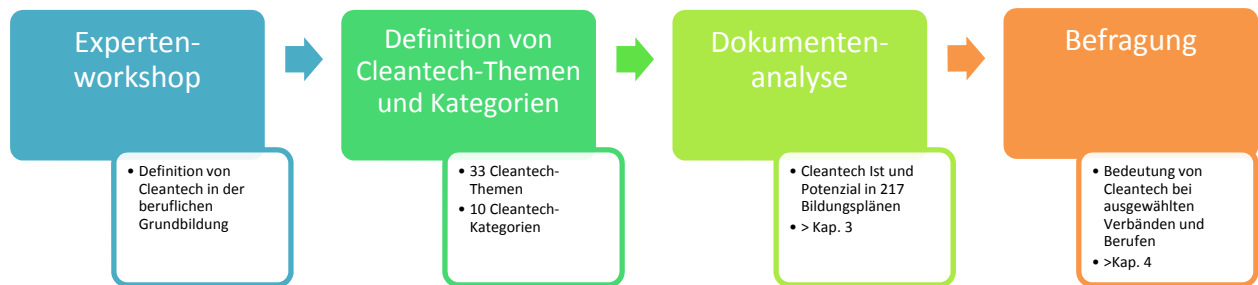 Experten-
workshop
• Definition von
Cleantech in der
beruflichen
Grundbildung
Definition von
Cleantech-Themen
und Kategorien
• 33 Cleantech-
Themen
• 10 Cleantech-
Kategorien
Dokumenten-
analyse
• Cleantech Ist und
Potenzial in 217
Bildungsplänen
• > Kap. 3
Befragung
• Bedeutung von
Cleantech bei
ausgewählten
Verbänden und
Berufen
• >Kap. 4